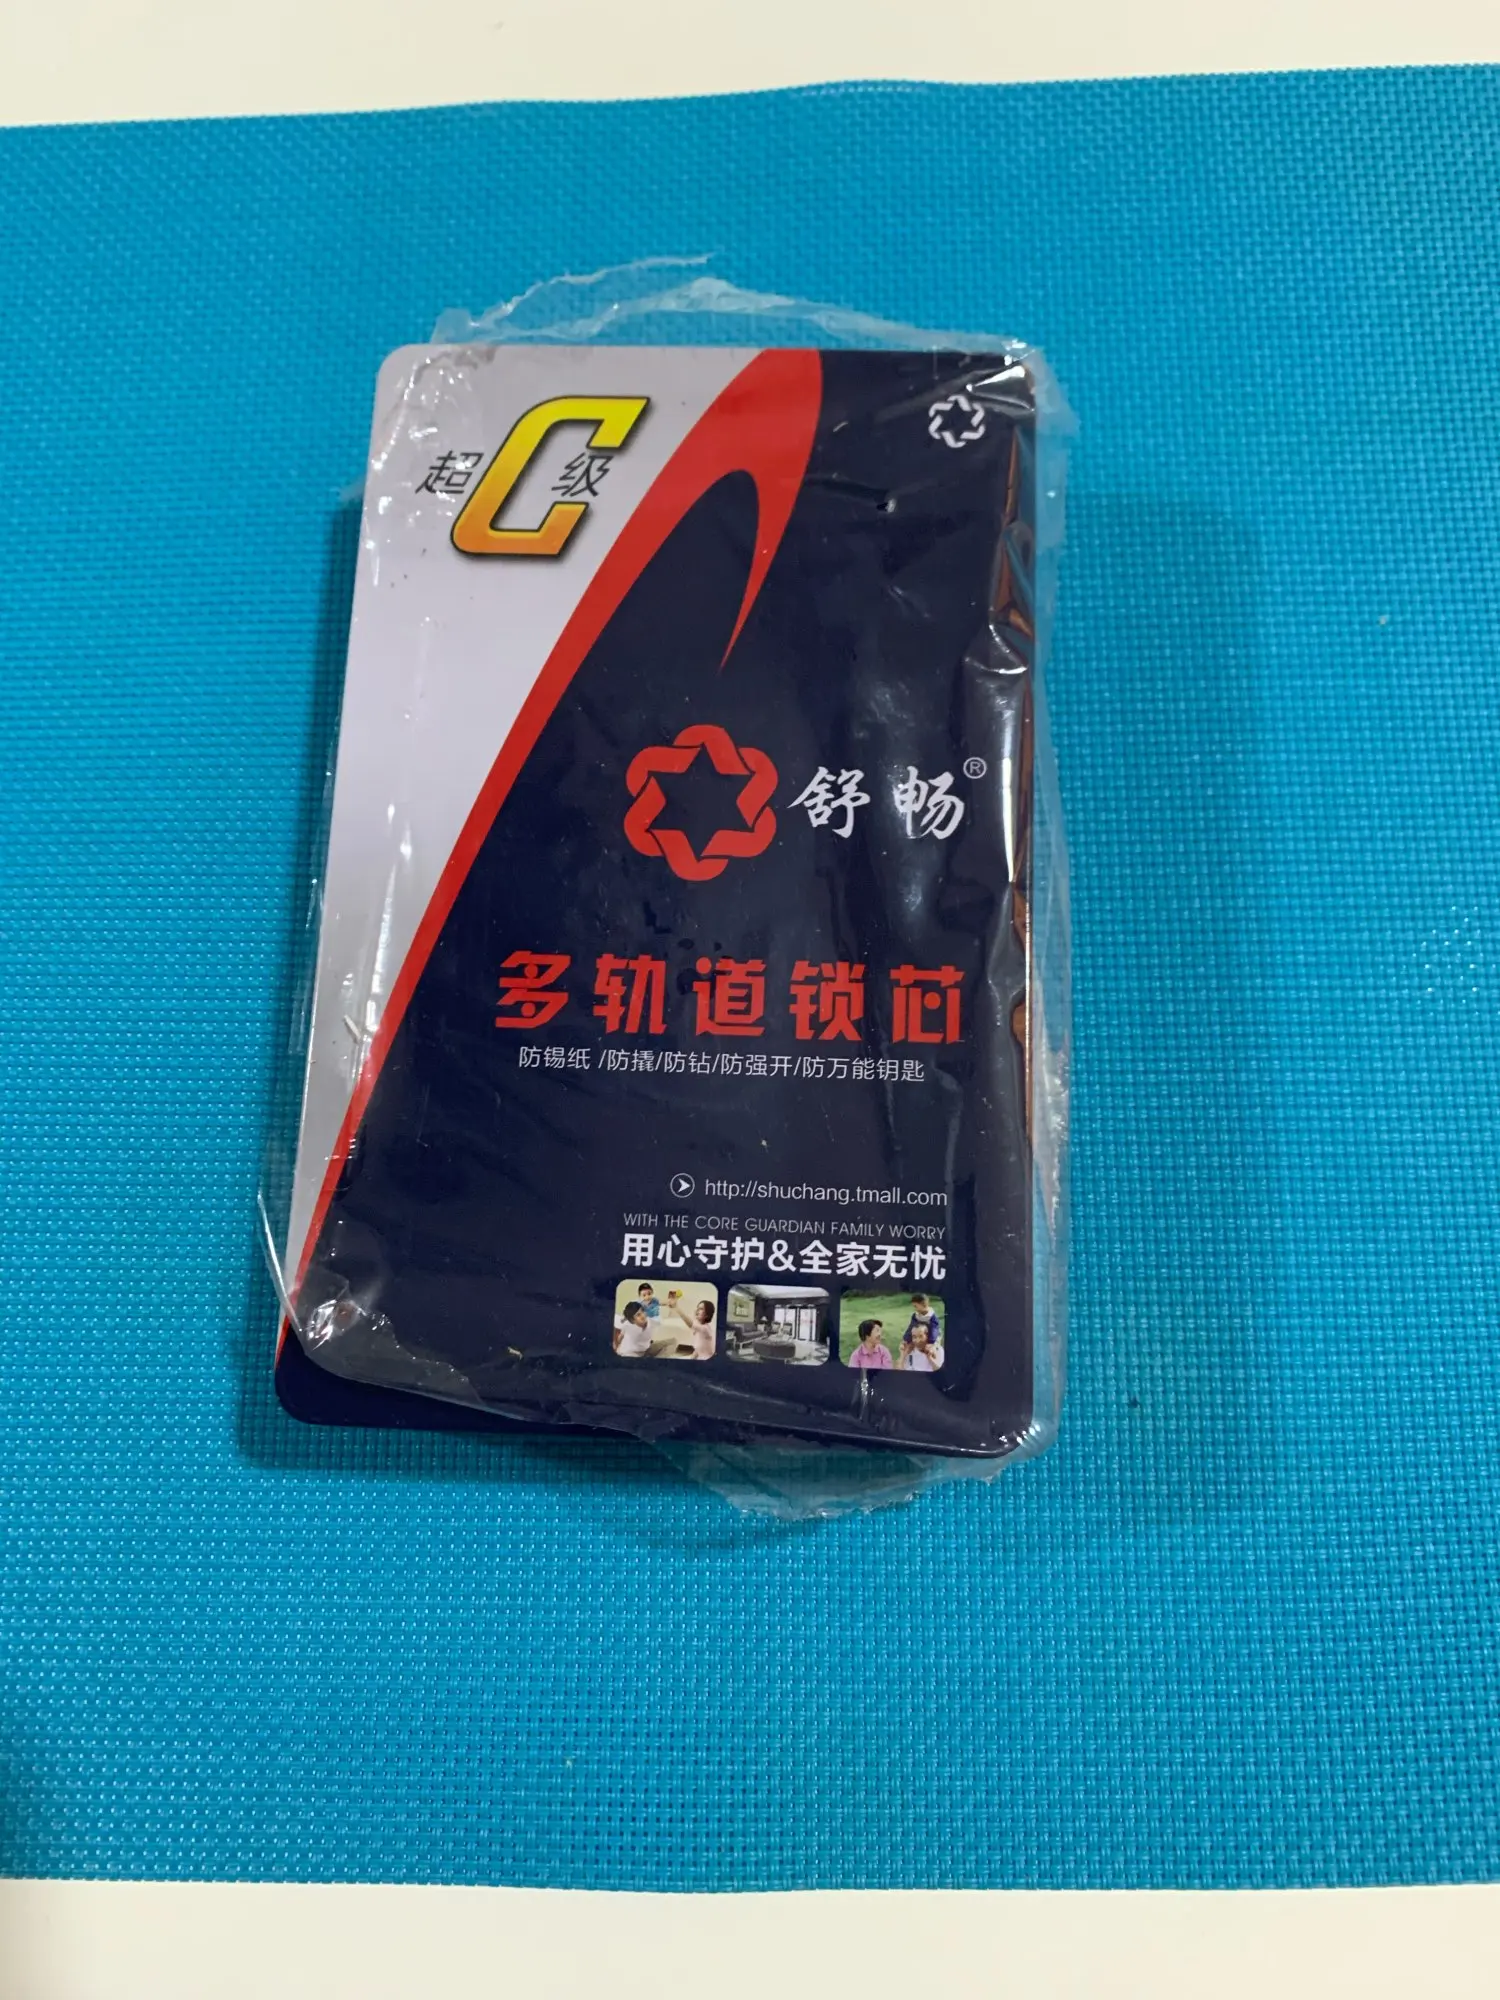 超C级
舒畅®
多轨道锁芯
防锡纸/防撬/防钻/防强开/防万能钥匙
http://shuchang.tmall.com
WITH THE CORE GUARDIAN FAMILY WORRY
用心守护&全家无忧